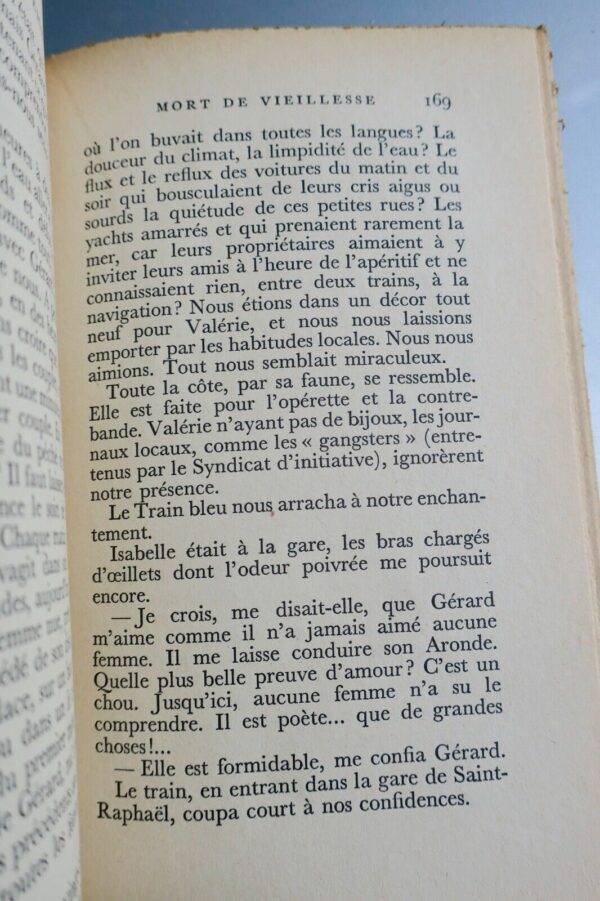 MORT DE VIEILLESSE 169
où l'on buvait dans toutes les langues? La
douceur du climat, la limpidité de l'eau? Le
flux et le reflux des voitures du matin et du
soir qui bousculaient de leurs cris aigus ou
sourds la quiétude de ces petites rues? Les
yachts amarrés et qui prenaient rarement la
mer, car leurs propriétaires aimaient à y
inviter leurs amis à l'heure de l'apéritif et ne
connaissaient rien, entre deux trains, à la
navigation? Nous étions dans un décor tout
neuf pour Valérie, et nous nous laissions
emporter par les habitudes locales. Nous nous
aimions. Tout nous semblait miraculeux.
Toute la côte, par sa faune, se ressemble.
Elle est faite pour l'opérette et la contre-
bande. Valérie n'ayant pas de bijoux, les jour-
naux locaux, comme les « gangsters » (entre-
tenus par le Syndicat d'initiative), ignorèrent
notre présence.
Le Train bleu nous arracha à notre enchan-
tement.
Isabelle était à la gare, les bras chargés
d'œillets dont l'odeur poivrée me poursuit
encore.
— Je crois, me disait-elle, que Gérard
m'aime comme il n'a jamais aimé aucune
femme. Il me laisse conduire son Aronde.
Quelle plus belle preuve d'amour? C'est un
chou. Jusqu'ici, aucune femme n'a su le
comprendre. Il est poète... que de grandes
choses!...
— Elle est formidable, me confia Gérard.
Le train, en entrant dans la gare de Saint-
Raphaël, coupa court à nos confidences.